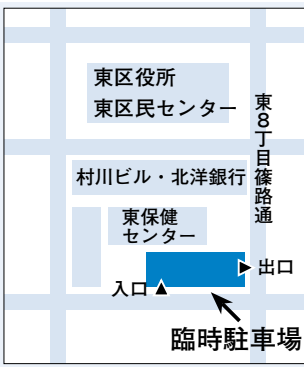 東区役所
東区民センター
東8丁目篠路通
村川ビル・北洋銀行
東保健
センター
▶出口
入口▲
臨時駐車場